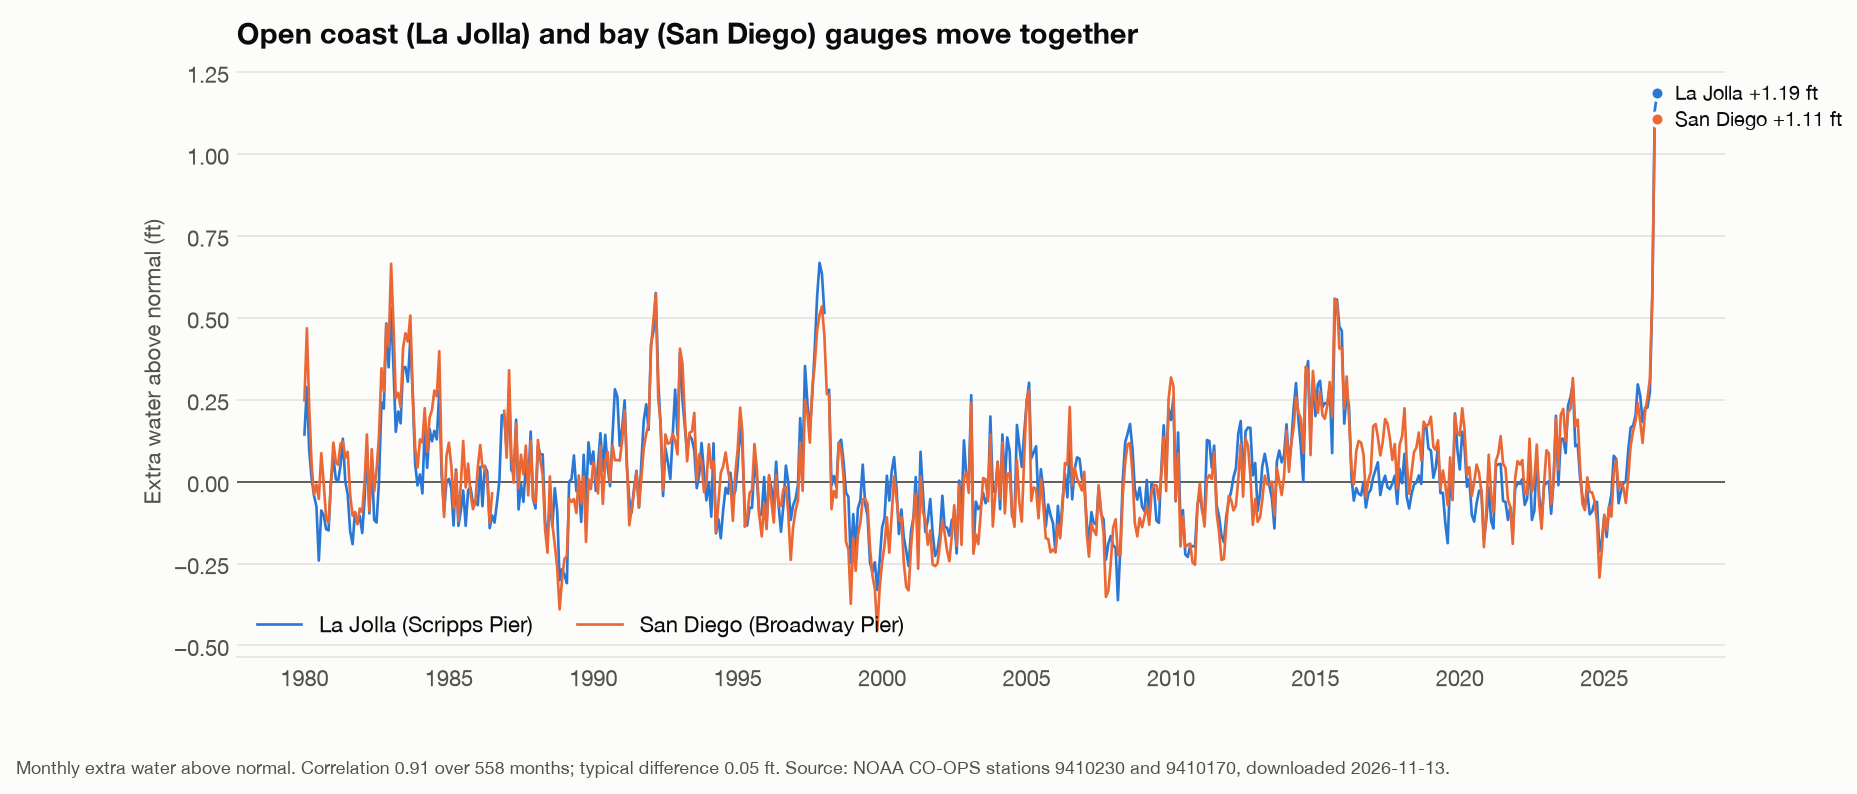 Open coast (La Jolla) and bay (San Diego) gauges move together
Extra water above normal (ft)
1.25
1.00
0.75
0.50
0.25
0.00
−0.25
−0.50
La Jolla +1.19 ft
San Diego +1.11 ft
La Jolla (Scripps Pier)
San Diego (Broadway Pier)
1980 1985 1990 1995 2000 2005 2010 2015 2020 2025
Monthly extra water above normal. Correlation 0.91 over 558 months; typical difference 0.05 ft. Source: NOAA CO-OPS stations 9410230 and 9410170, downloaded 2026-11-13.